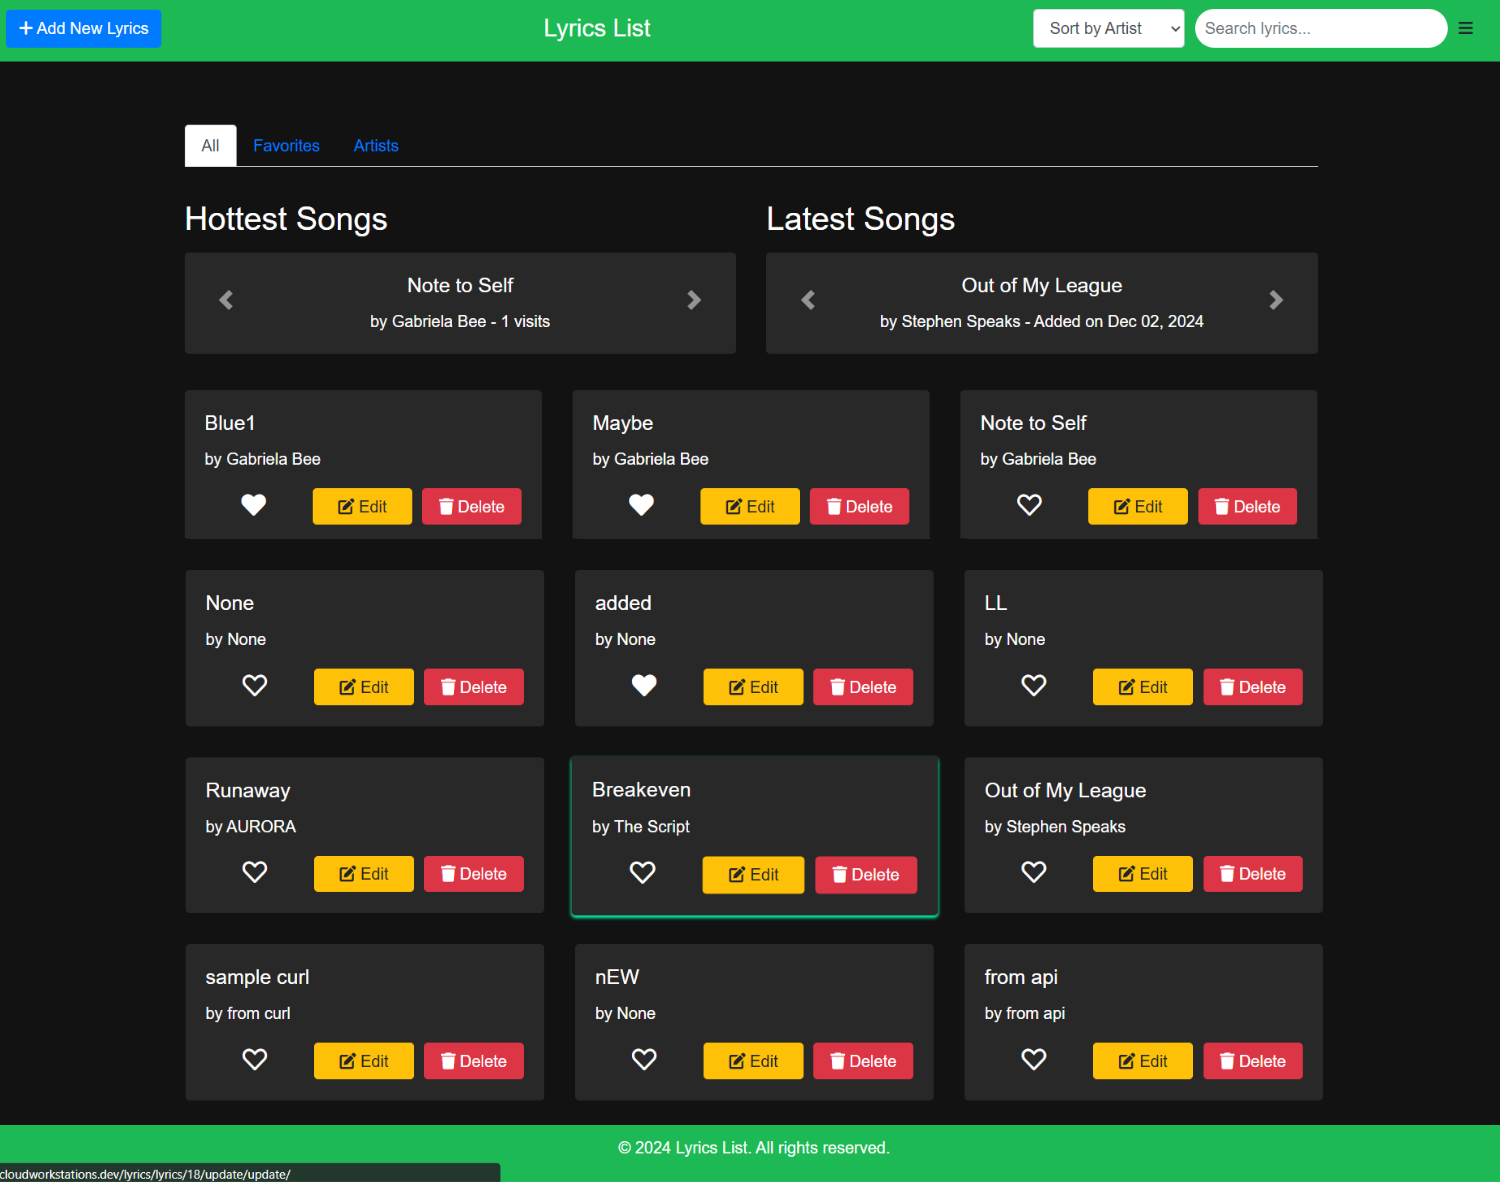 Add New Lyrics
Lyrics List
Sort by Artist
Search lyrics...
All
Favorites
Artists
Hottest Songs
Note to Self
by Gabriela Bee - 1 visits
Latest Songs
Out of My League
by Stephen Speaks - Added on Dec 02, 2024
Blue1
by Gabriela Bee
Edit
Delete
Maybe
by Gabriela Bee
Edit
Delete
Note to Self
by Gabriela Bee
Edit
Delete
None
by None
Edit
Delete
added
by None
Edit
Delete
LL
by None
Edit
Delete
Runaway
by AURORA
Edit
Delete
Breakeven
by The Script
Edit
Delete
Out of My League
by Stephen Speaks
Edit
Delete
sample curl
by from curl
Edit
Delete
nEW
by None
Edit
Delete
from api
by from api
Edit
Delete
© 2024 Lyrics List. All rights reserved.
cloudworkstations.dev/lyrics/lyrics/18/update/update/